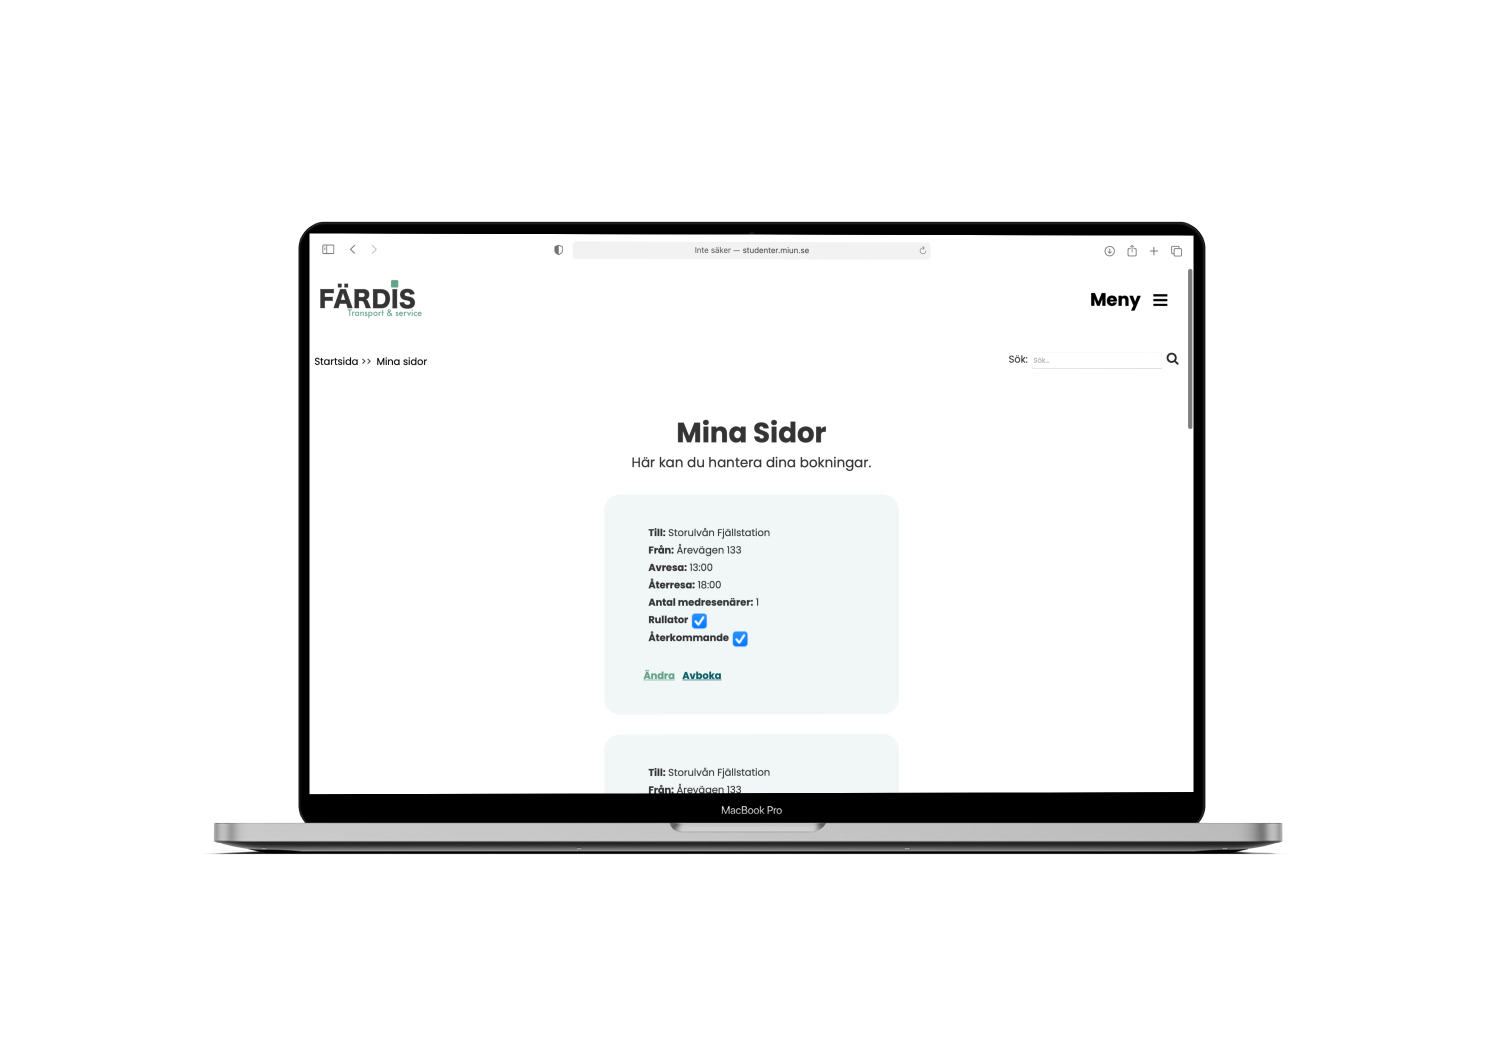 Inte säker — studenter.miun.se
FÄRDIS
Transport & service
Meny
Startsida >> Mina sidor
Sök: Sök...
Mina Sidor
Här kan du hantera dina bokningar.
Till: Storulvån Fjällstation
Från: Årevägen 133
Avresa: 13:00
Återresa: 18:00
Antal medresenärer: 1
Rullator
Återkommande
Ändra Avboka
Till: Storulvån Fjällstation
Från: Årevägen 133
MacBook Pro